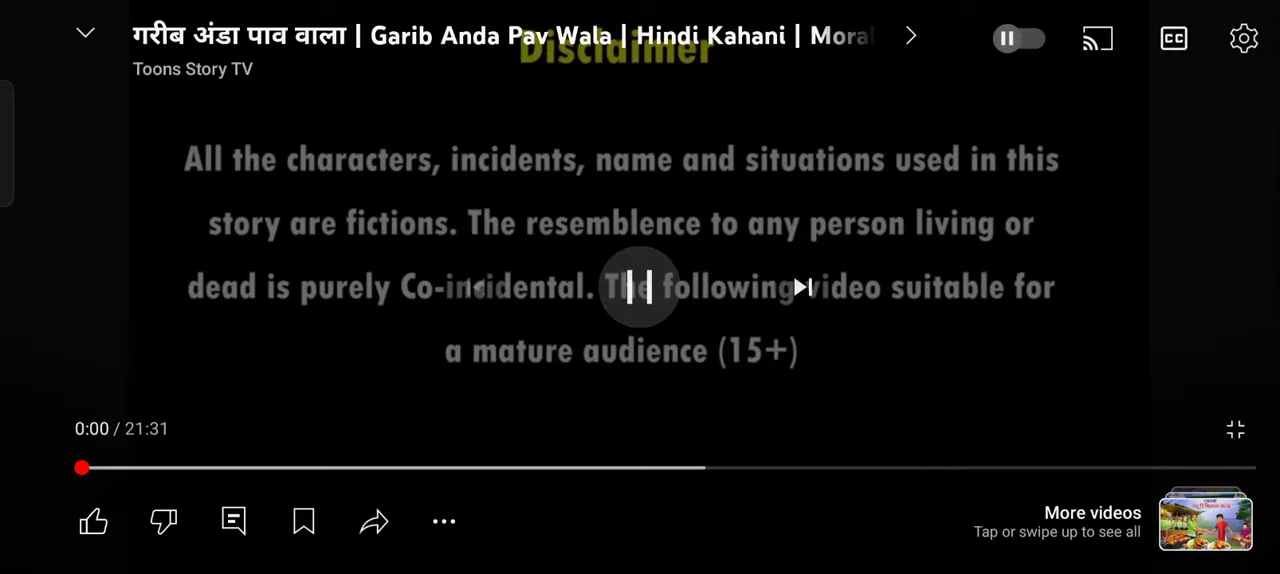 गरीब अंडा पाव वाला | Garib Anda Pav Wala | Hindi Kahani | Moral
Toons Story TV
Disclaimer
All the characters, incidents, name and situations used in this
story are fictions. The resemblence to any person living or
dead is purely Co-incidental. The following video suitable for
a mature audience (15+)
0:00 / 21:31
More videos
Tap or swipe up to see all